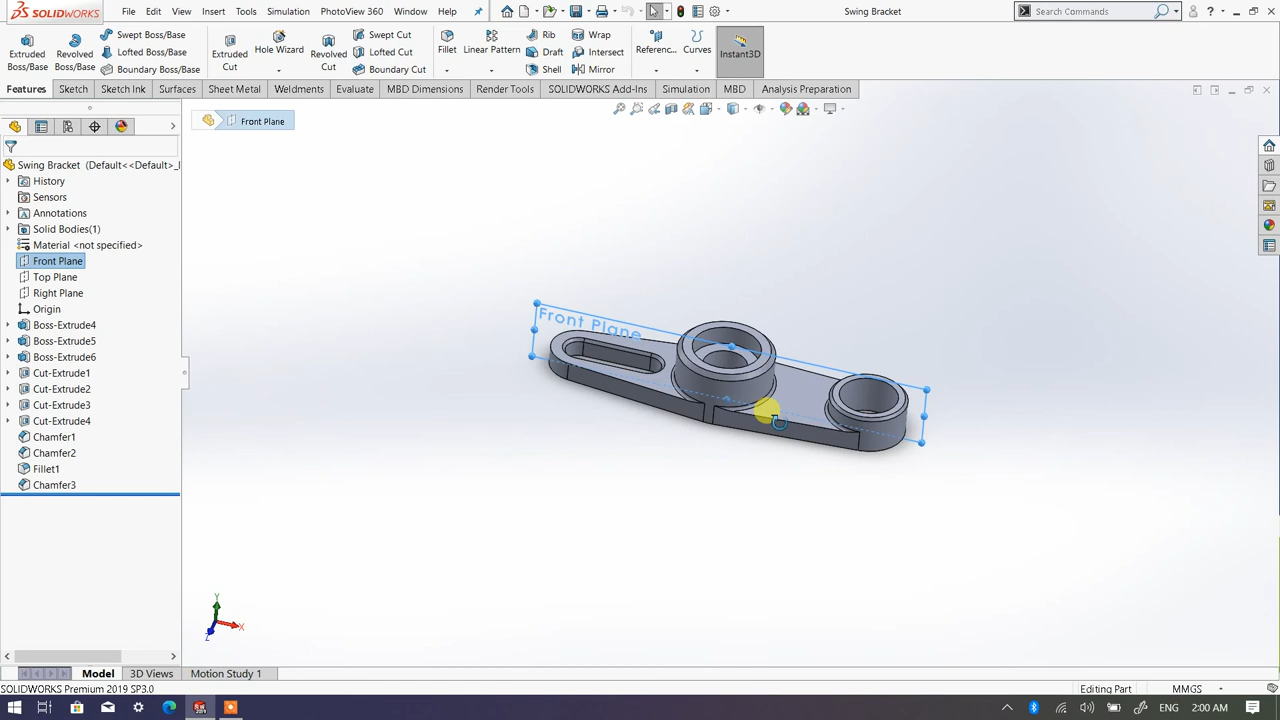 SOLIDWORKS File Edit View Insert Tools Simulation PhotoView 360 Window Help Swing Bracket Search Commands
Extruded Boss/Base
Revolved Boss/Base
Swept Boss/Base
Lofted Boss/Base
Boundary Boss/Base
Extruded Cut
Hole Wizard
Revolved Cut
Swept Cut
Lofted Cut
Boundary Cut
Fillet
Linear Pattern
Rib
Draft
Shell
Wrap
Intersect
Mirror
Referenc...
Curves
Instant3D
Features Sketch Sketch Ink Surfaces Sheet Metal Weldments Evaluate MBD Dimensions Render Tools SOLIDWORKS Add-Ins Simulation MBD Analysis Preparation
Front Plane
Swing Bracket (Default<<Default>_
History
Sensors
Annotations
Solid Bodies(1)
Material <not specified>
Front Plane
Top Plane
Right Plane
Origin
Boss-Extrude4
Boss-Extrude5
Boss-Extrude6
Cut-Extrude1
Cut-Extrude2
Cut-Extrude3
Cut-Extrude4
Chamfer1
Chamfer2
Fillet1
Chamfer3
Front Plane
Y
X
Z
Model 3D Views Motion Study 1
SOLIDWORKS Premium 2019 SP3.0 Editing Part MMGS
ENG 2:00 AM